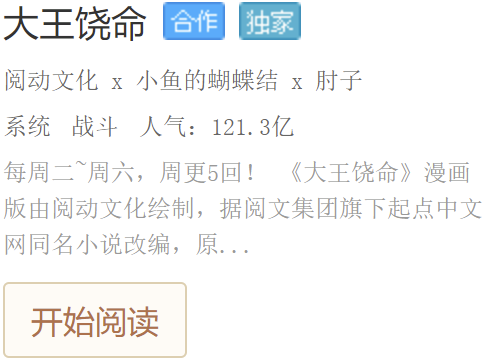 大王饶命 合作 独家
阅动文化 x 小鱼的蝴蝶结 x 肘子
系统 战斗 人气：121.3亿
每周二~周六，周更5回！ 《大王饶命》漫画
版由阅动文化绘制，据阅文集团旗下起点中文
网同名小说改编，原...
开始阅读